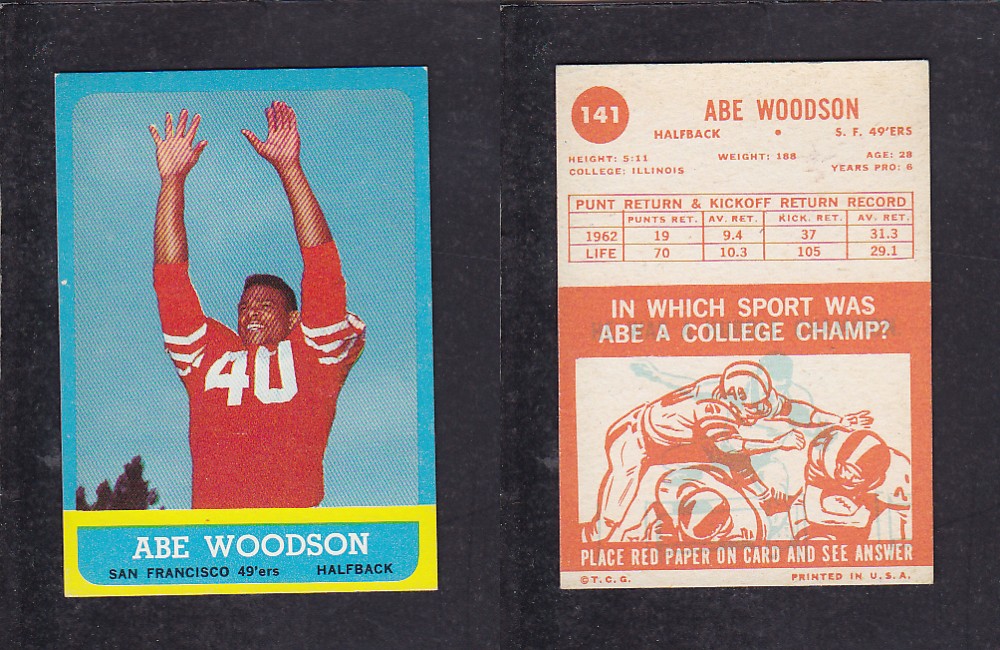 40
ABE WOODSON
SAN FRANCISCO 49'ers HALFBACK
141
ABE WOODSON
HALFBACK • S. F. 49'ERS
HEIGHT: 5:11 WEIGHT: 188 AGE: 28
COLLEGE: ILLINOIS YEARS PRO: 6
PUNT RETURN & KICKOFF RETURN RECORD
PUNTS RET. AV. RET. KICK. RET. AV. RET.
1962 19 9.4 37 31.3
LIFE 70 10.3 105 29.1
IN WHICH SPORT WAS
ABE A COLLEGE CHAMP?
PLACE RED PAPER ON CARD AND SEE ANSWER
©T.C.G. PRINTED IN U.S.A.